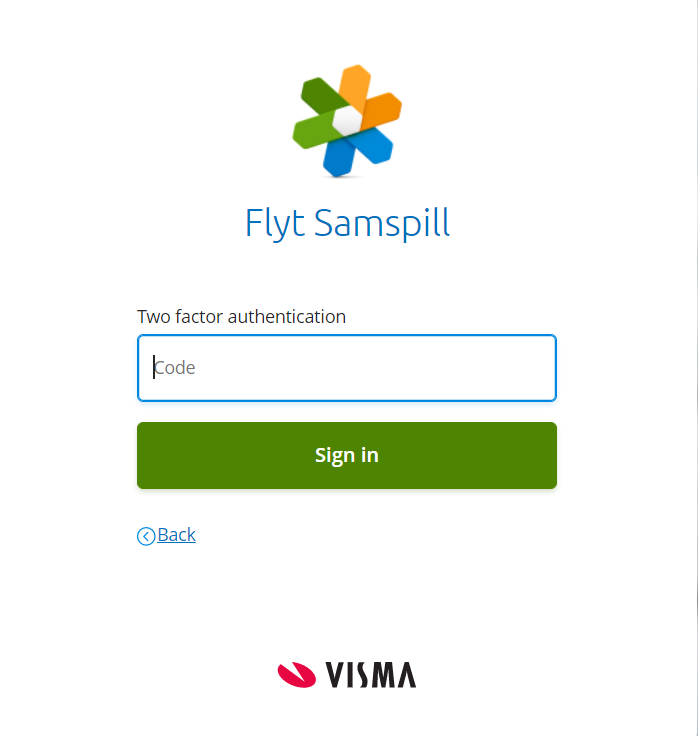 Flyt Samspill
Two factor authentication
Code
Sign in
Back
VISMA